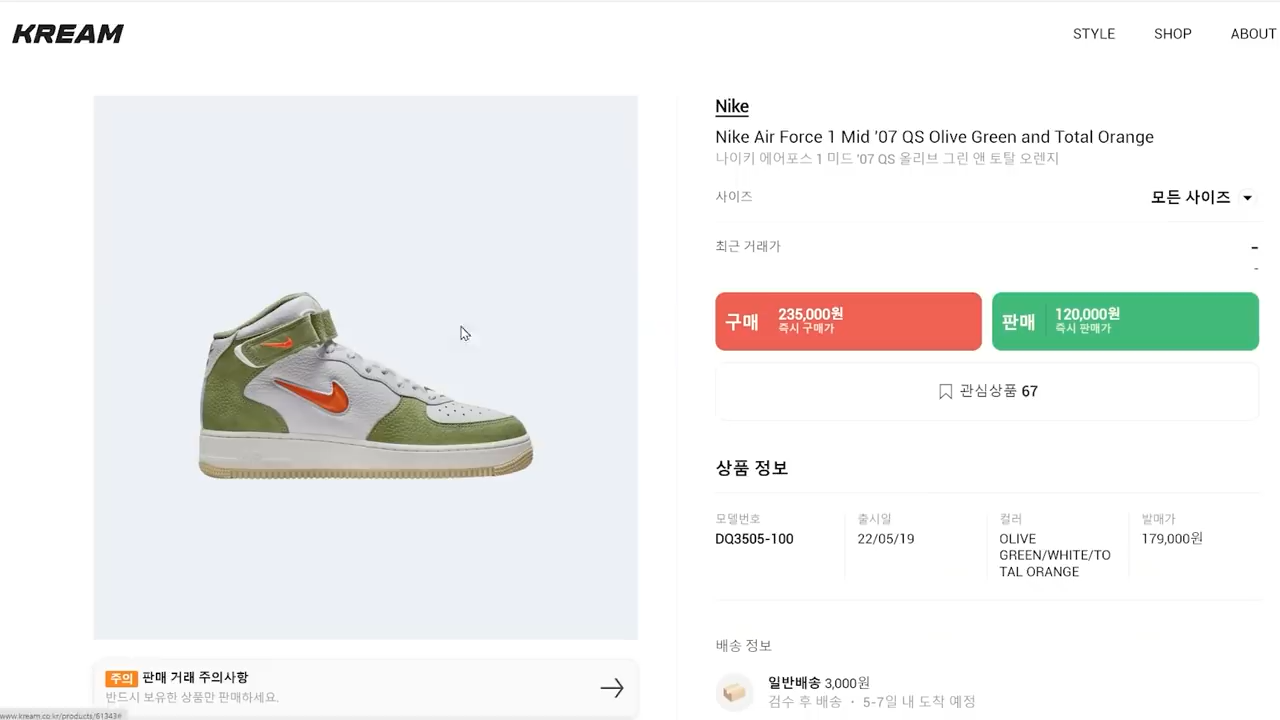 KREAM
STYLE
SHOP
ABOUT
Nike
Nike Air Force 1 Mid '07 QS Olive Green and Total Orange
나이키 에어포스 1 미드 '07 QS 올리브 그린 앤 토탈 오렌지
사이즈
모든 사이즈
최근 거래가
-
-
구매
235,000원
즉시 구매가
판매
120,000원
즉시 판매가
관심상품 67
상품 정보
모델번호
DQ3505-100
출시일
22/05/19
컬러
OLIVE
GREEN/WHITE/TO
TAL ORANGE
발매가
179,000원
배송 정보
일반배송 3,000원
검수 후 배송 ・ 5-7일 내 도착 예정
주의 판매 거래 주의사항
반드시 보유한 상품만 판매하세요.
www.kream.co.kr/products/61343#